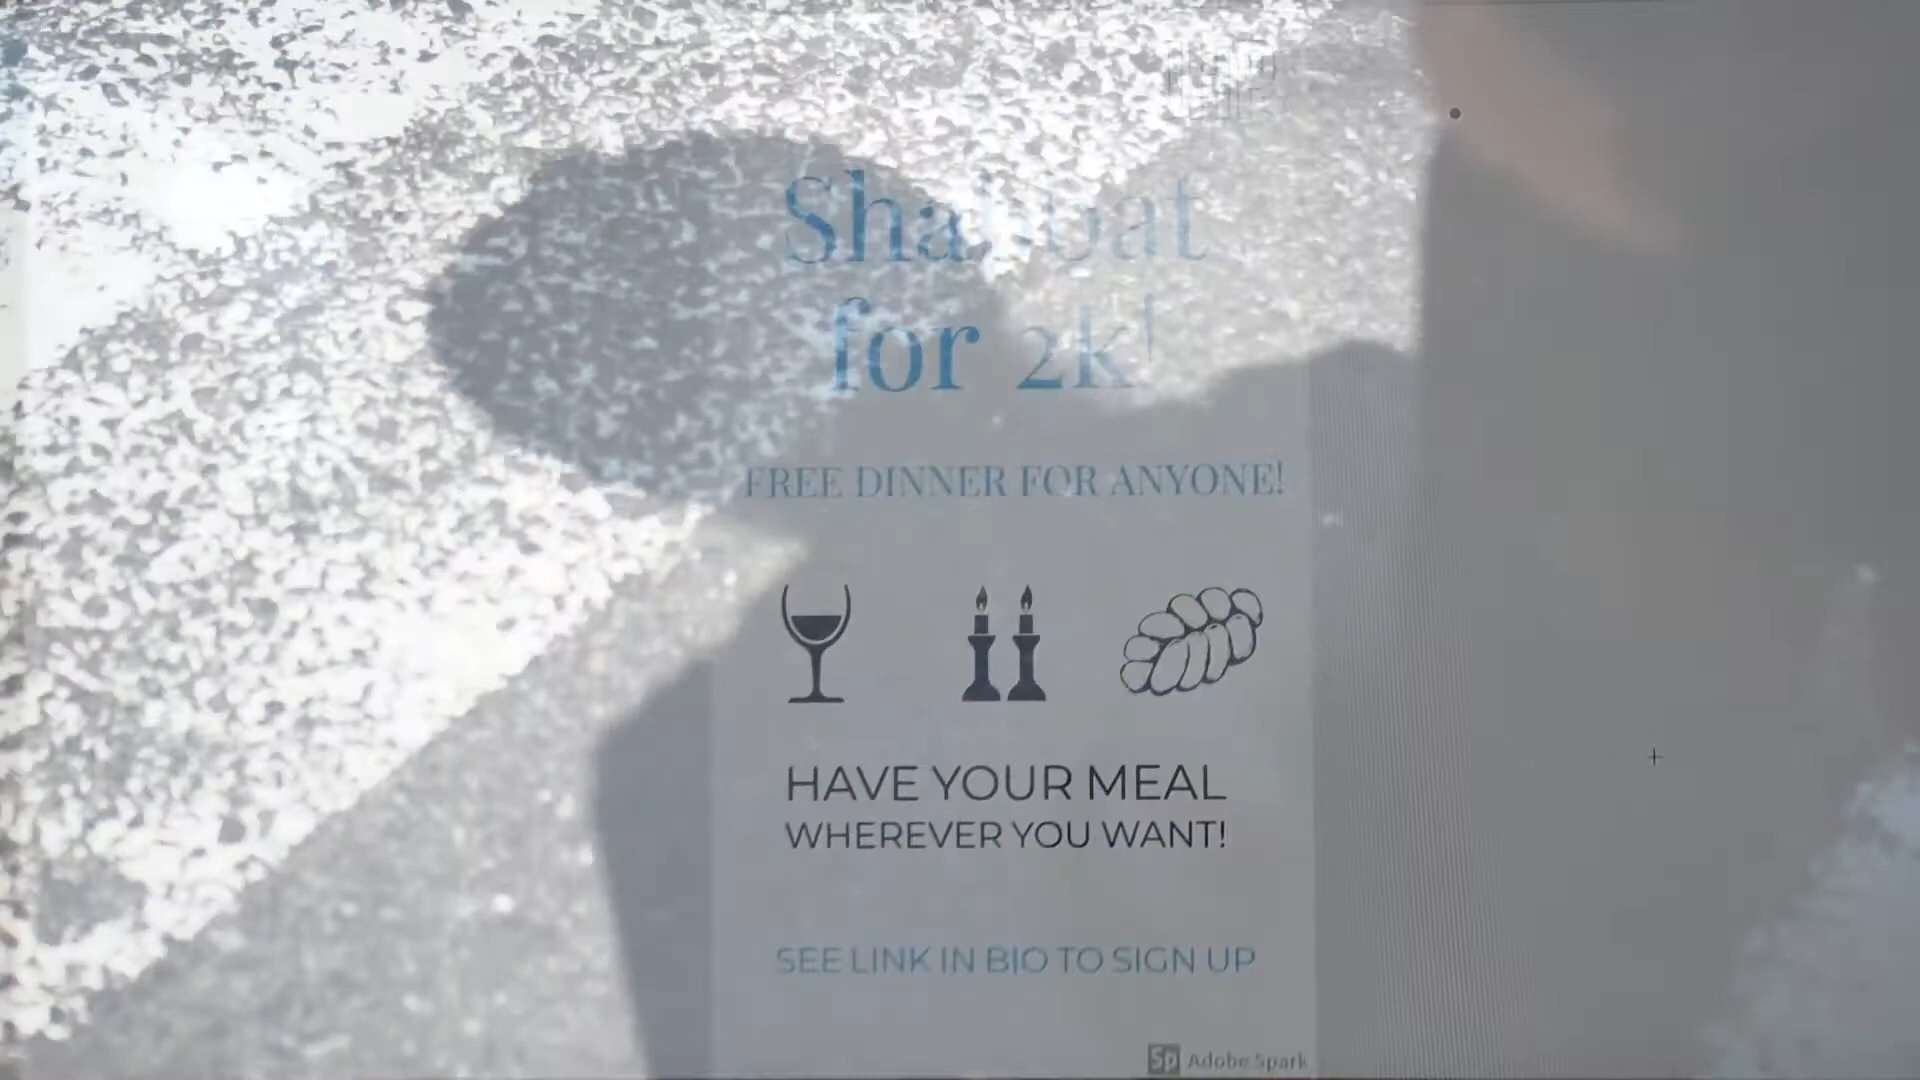 Shabbat
for 2k!
FREE DINNER FOR ANYONE!
HAVE YOUR MEAL
WHEREVER YOU WANT!
SEE LINK IN BIO TO SIGN UP
Sp Adobe Spark